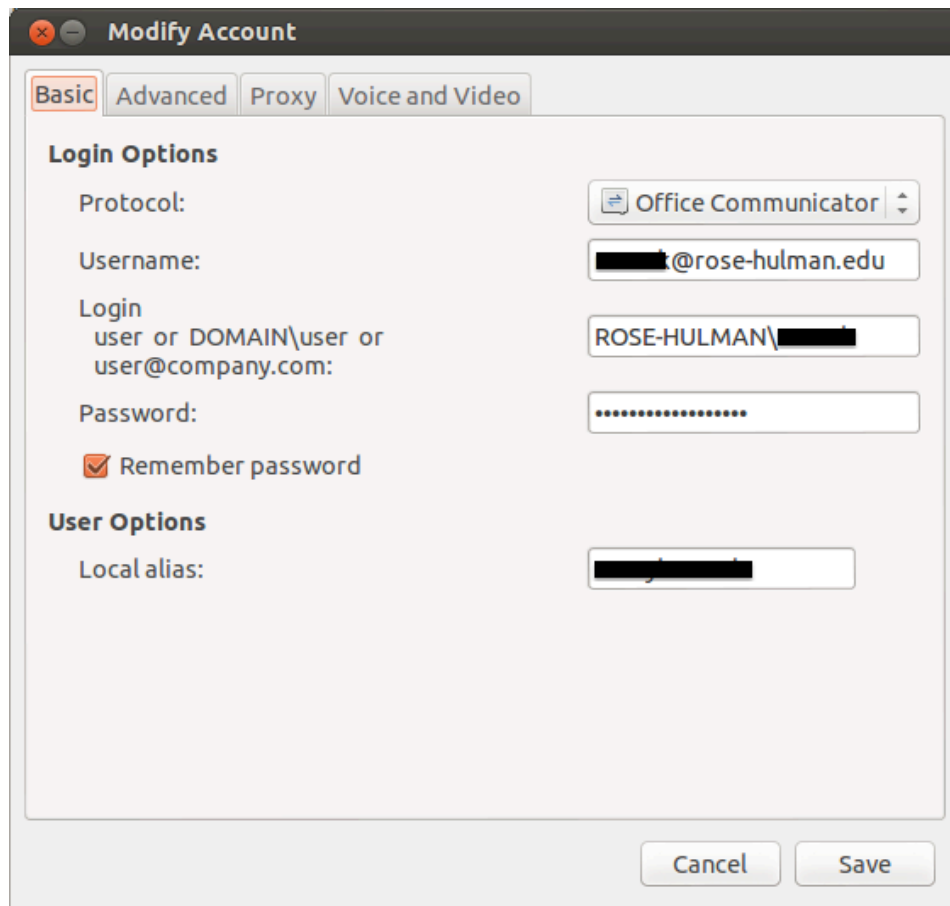 Modify Account
Basic Advanced Proxy Voice and Video
Login Options
Protocol: Office Communicator
Username: @rose-hulman.edu
Login
user or DOMAIN\user or
user@company.com: ROSE-HULMAN\
Password: ••••••••••••••••••
Remember password
User Options
Local alias:
Cancel Save